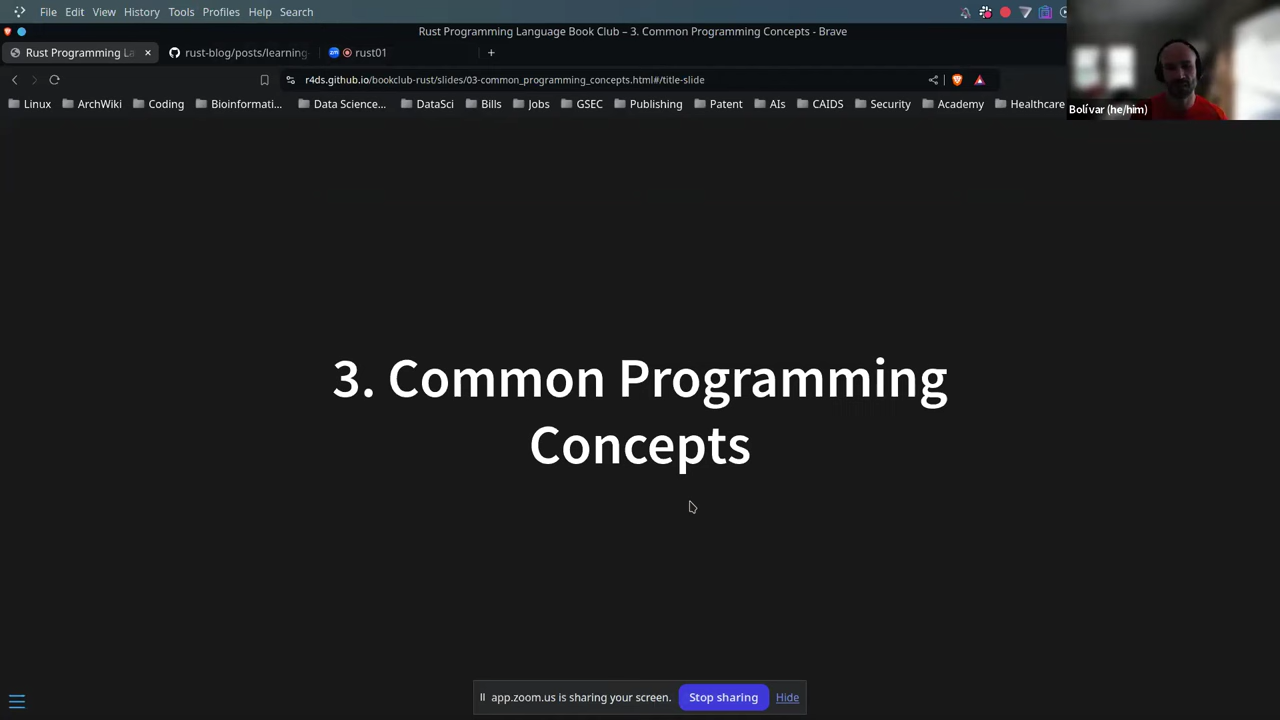 File Edit View History Tools Profiles Help Search
Rust Programming Language Book Club – 3. Common Programming Concepts - Brave
Rust Programming La
rust-blog/posts/learning-
zm rust01
r4ds.github.io/bookclub-rust/slides/03-common_programming_concepts.html#/title-slide
Linux ArchWiki Coding Bioinformati... Data Science... DataSci Bills Jobs GSEC Publishing Patent AIs CAIDS Security Academy Healthcare
Bolívar (he/him)
3. Common Programming
Concepts
app.zoom.us is sharing your screen. Stop sharing Hide